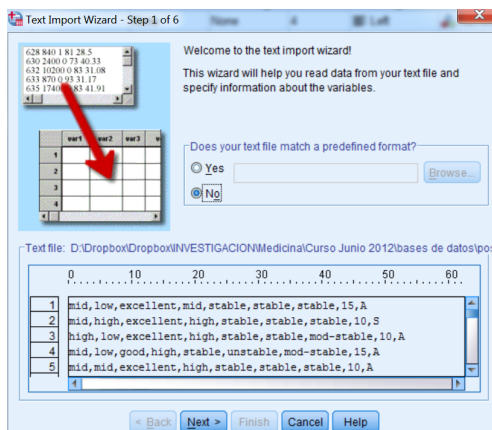 Text Import Wizard - Step 1 of 6
628 840 1 81 28.5
630 2400 0 73 40.33
632 10200 0 83 31.08
633 870 0 93 31.17
635 1740 83 41.91
var1 var2 var3 v
1
2
3
4
Welcome to the text import wizard!
This wizard will help you read data from your text file and
specify information about the variables.
Does your text file match a predefined format?
Yes
Browse...
No
Text file: D:\Dropbox\Dropbox\INVESTIGACION\Medicina\Curso Junio 2012\bases de datos\pos
0 10 20 30 40 50 60
1 mid,low,excellent,mid,stable,stable,stable,15,A
2 mid,high,excellent,high,stable,stable,stable,10,S
3 high,low,excellent,high,stable,stable,mod-stable,10,A
4 mid,low,good,high,stable,unstable,mod-stable,15,A
5 mid,mid,excellent,high,stable,stable,stable,10,A
< Back Next > Finish Cancel Help